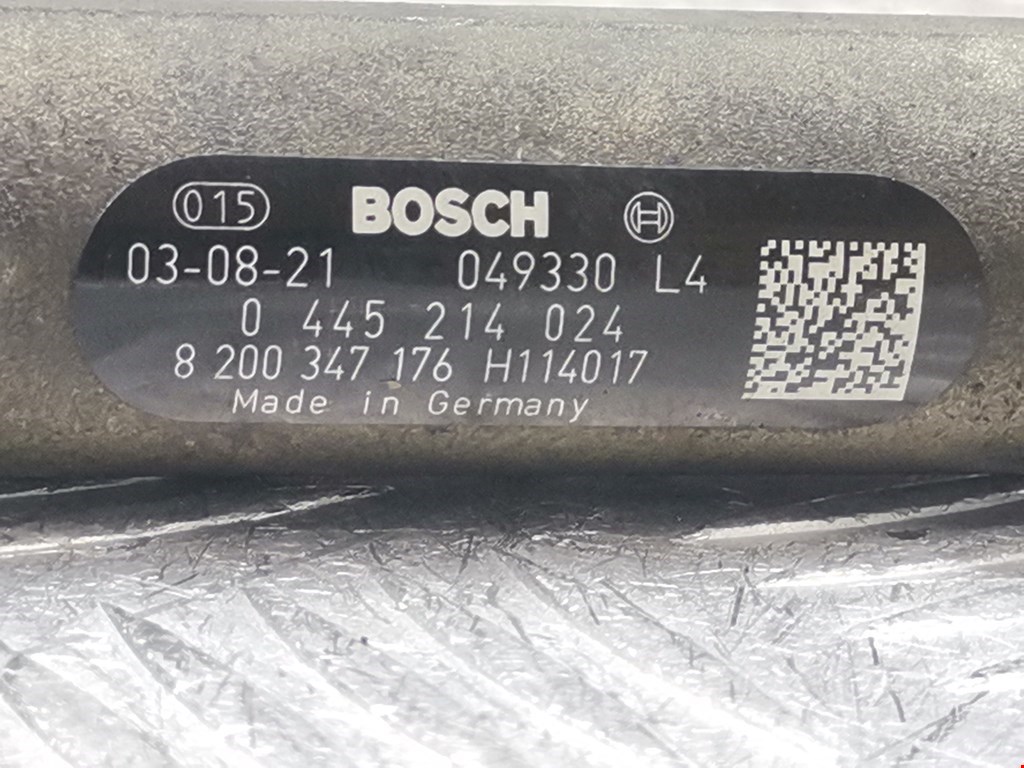 015 BOSCH
03-08-21 049330 L4
0 445 214 024
8 200 347 176 H114017
Made in Germany